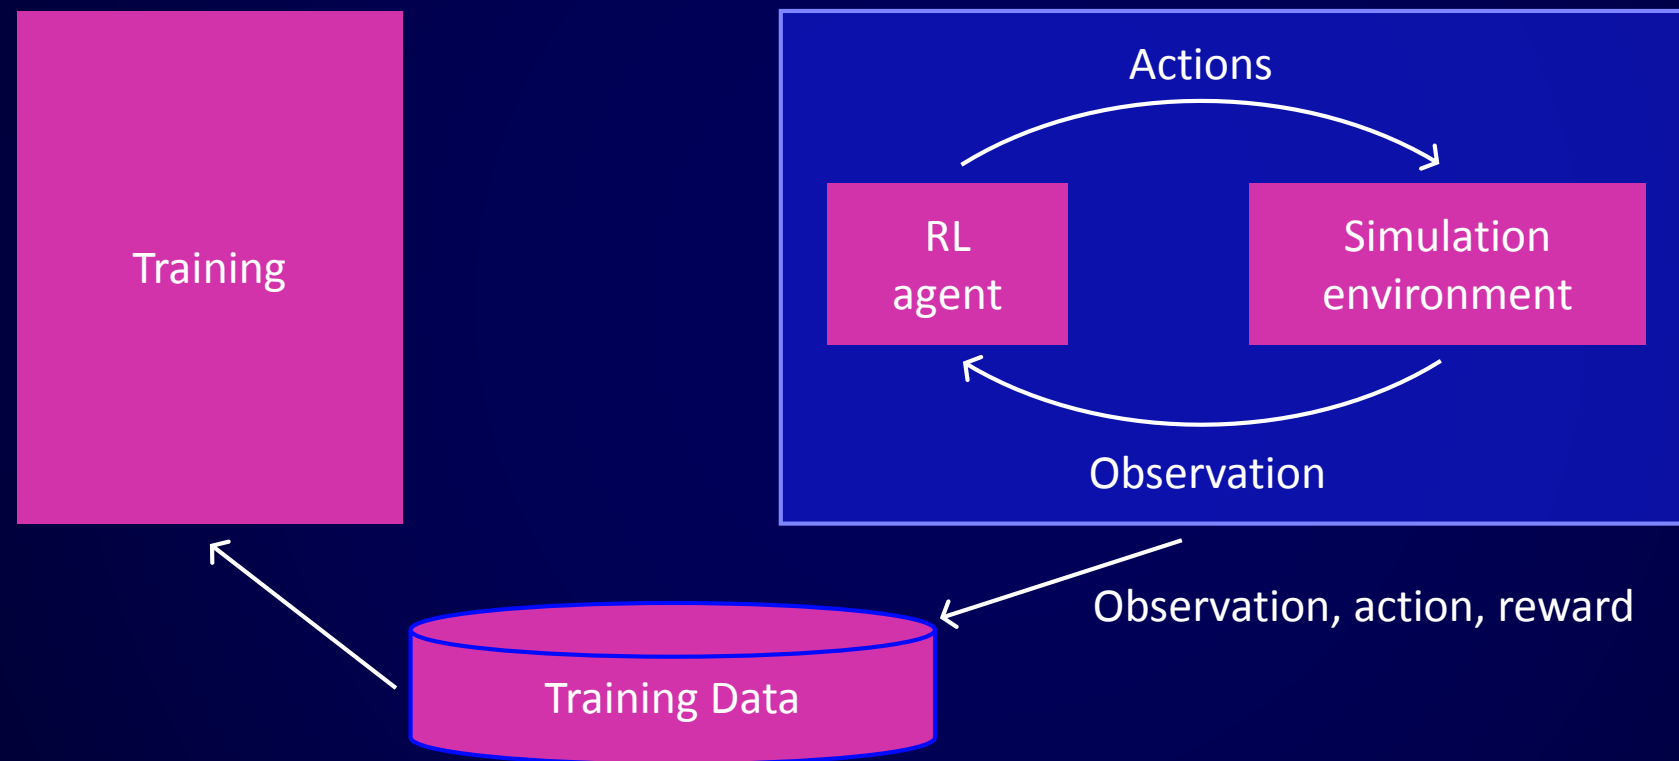 Training
Actions
RL
agent
Simulation
environment
Observation
Observation, action, reward
Training Data